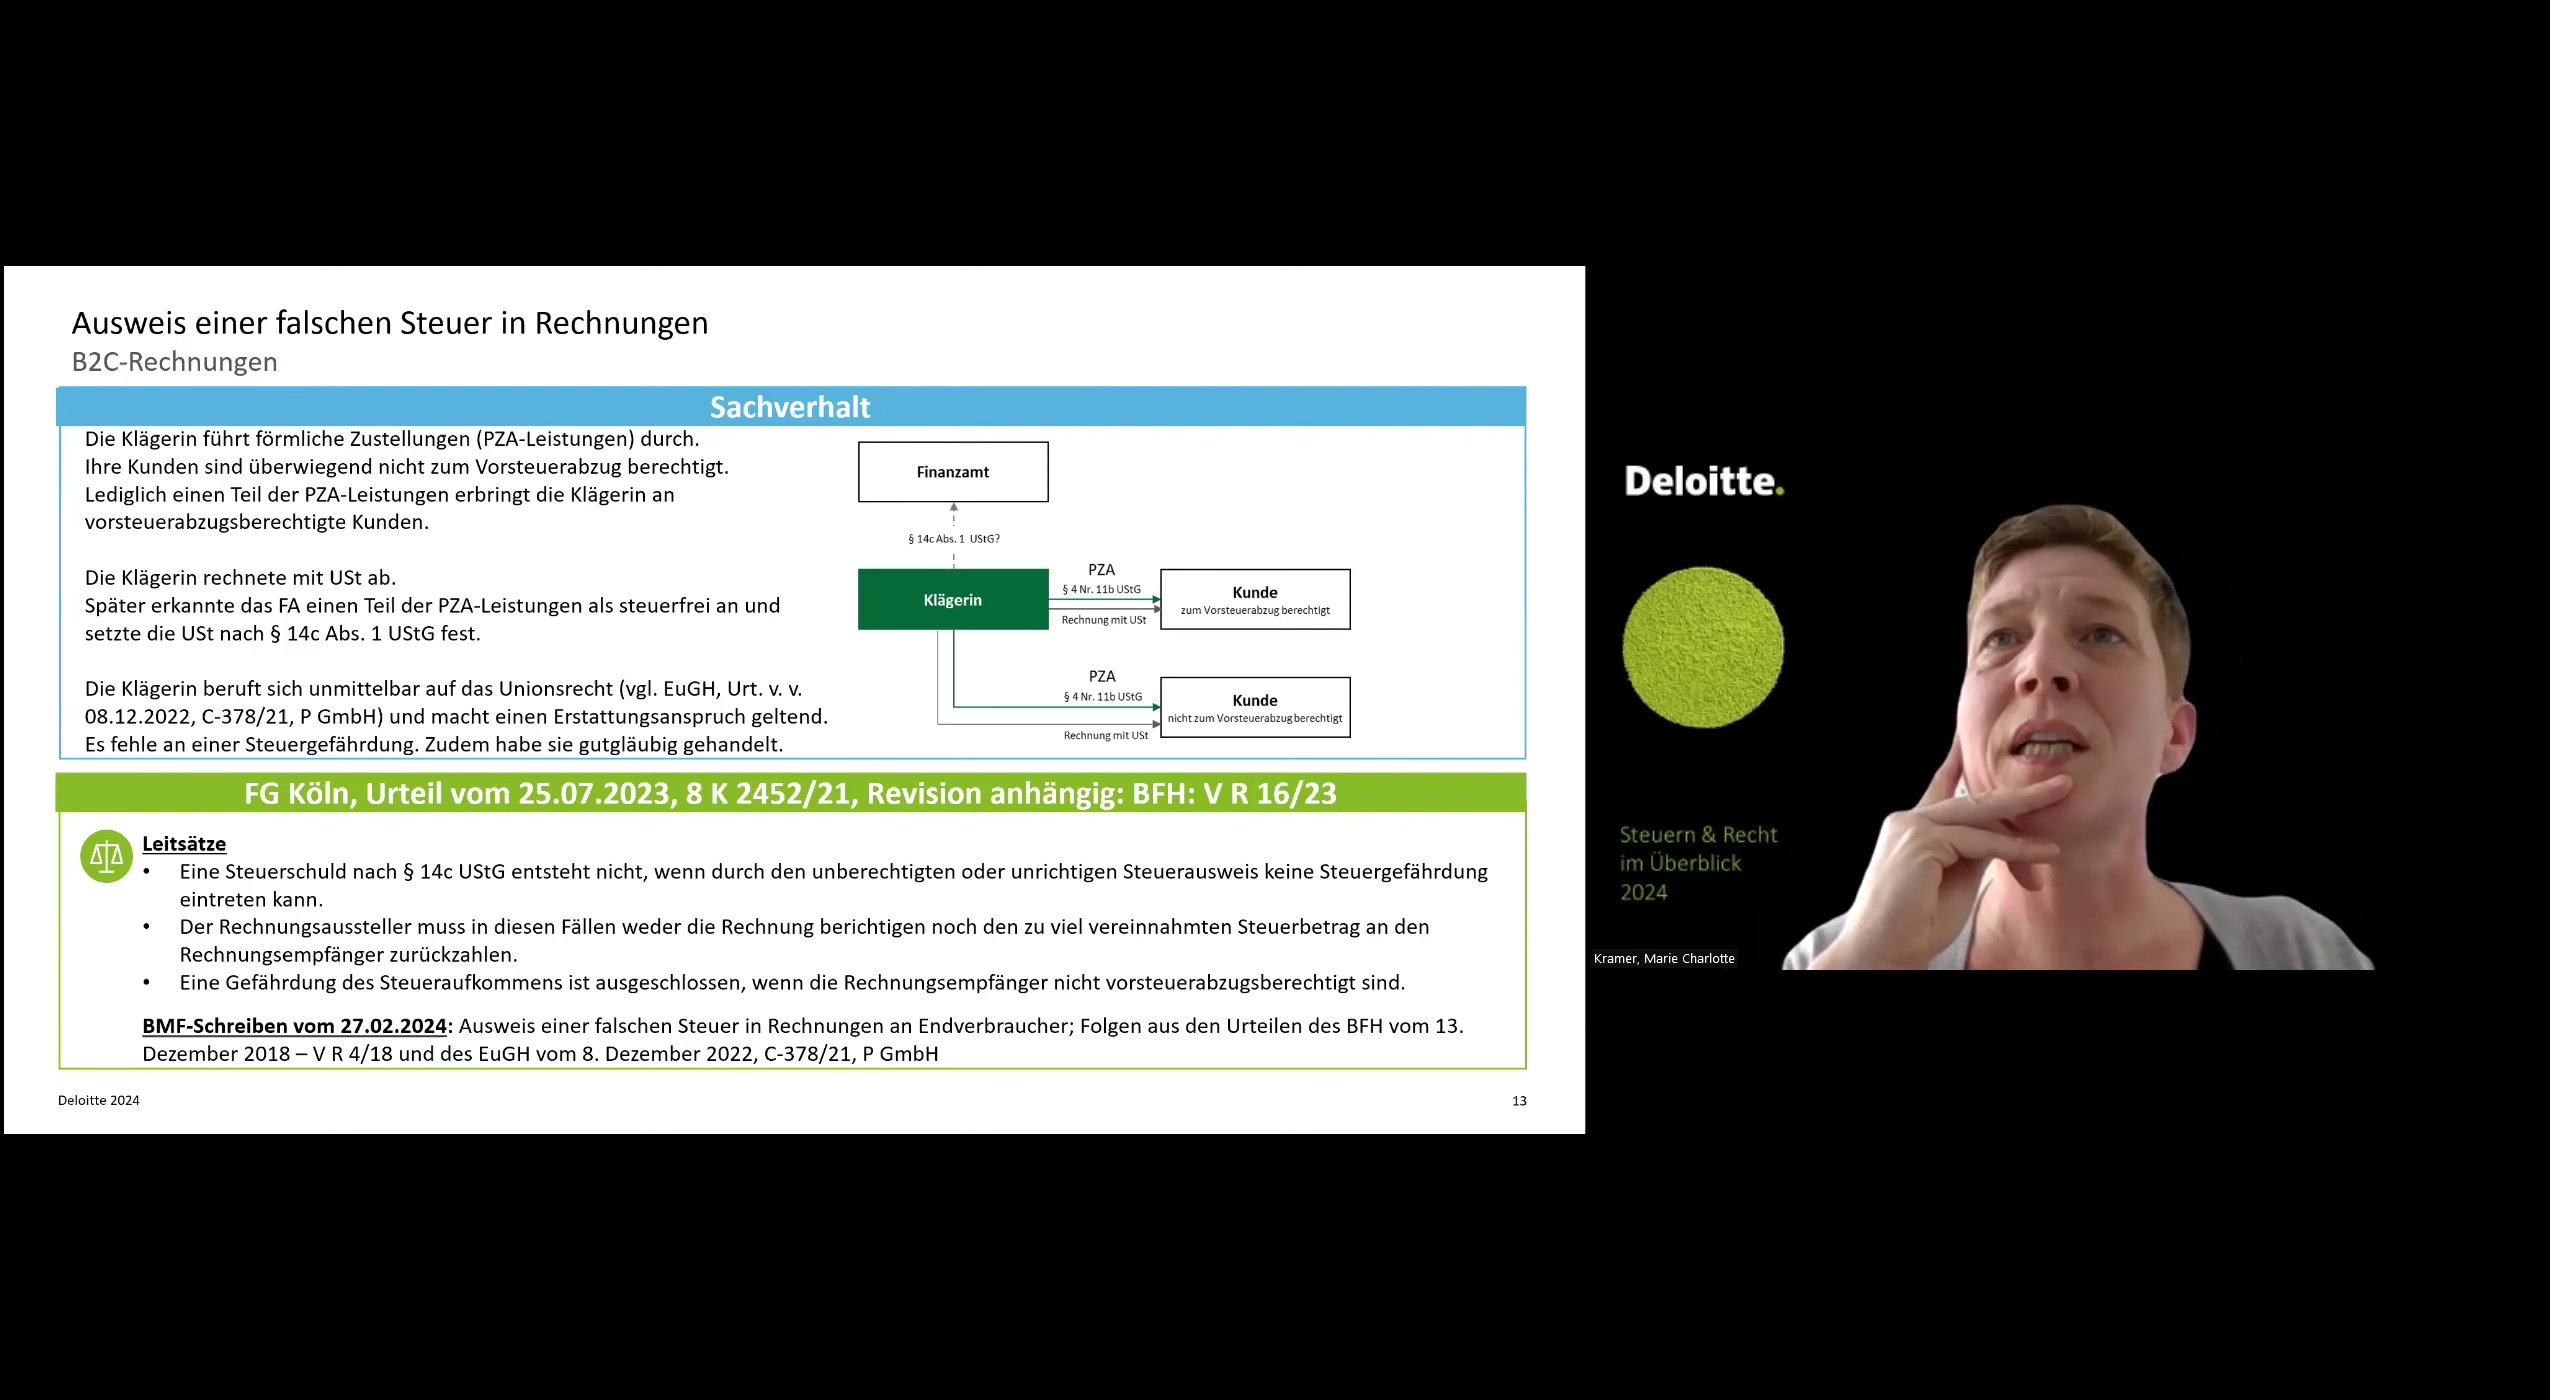 Ausweis einer falschen Steuer in Rechnungen
B2C-Rechnungen
Sachverhalt
Die Klägerin führt förmliche Zustellungen (PZA-Leistungen) durch.
Ihre Kunden sind überwiegend nicht zum Vorsteuerabzug berechtigt.
Lediglich einen Teil der PZA-Leistungen erbringt die Klägerin an
vorsteuerabzugsberechtigte Kunden.
Die Klägerin rechnete mit USt ab.
Später erkannte das FA einen Teil der PZA-Leistungen als steuerfrei an und
setzte die USt nach § 14c Abs. 1 UStG fest.
Die Klägerin beruft sich unmittelbar auf das Unionsrecht (vgl. EuGH, Urt. v. v.
08.12.2022, C-378/21, P GmbH) und macht einen Erstattungsanspruch geltend.
Es fehle an einer Steuergefährdung. Zudem habe sie gutgläubig gehandelt.
Finanzamt
§ 14c Abs. 1 UStG?
Klägerin
PZA
§ 4 Nr. 11b UStG
Rechnung mit USt
Kunde
zum Vorsteuerabzug berechtigt
PZA
§ 4 Nr. 11b UStG
Rechnung mit USt
Kunde
nicht zum Vorsteuerabzug berechtigt
FG Köln, Urteil vom 25.07.2023, 8 K 2452/21, Revision anhängig: BFH: V R 16/23
Leitsätze
• Eine Steuerschuld nach § 14c UStG entsteht nicht, wenn durch den unberechtigten oder unrichtigen Steuerausweis keine Steuergefährdung
eintreten kann.
• Der Rechnungsaussteller muss in diesen Fällen weder die Rechnung berichtigen noch den zu viel vereinnahmten Steuerbetrag an den
Rechnungsempfänger zurückzahlen.
• Eine Gefährdung des Steueraufkommens ist ausgeschlossen, wenn die Rechnungsempfänger nicht vorsteuerabzugsberechtigt sind.
BMF-Schreiben vom 27.02.2024: Ausweis einer falschen Steuer in Rechnungen an Endverbraucher; Folgen aus den Urteilen des BFH vom 13.
Dezember 2018 – V R 4/18 und des EuGH vom 8. Dezember 2022, C-378/21, P GmbH
Deloitte 2024
13
Deloitte.
Steuern & Recht
im Überblick
2024
Kramer, Marie Charlotte